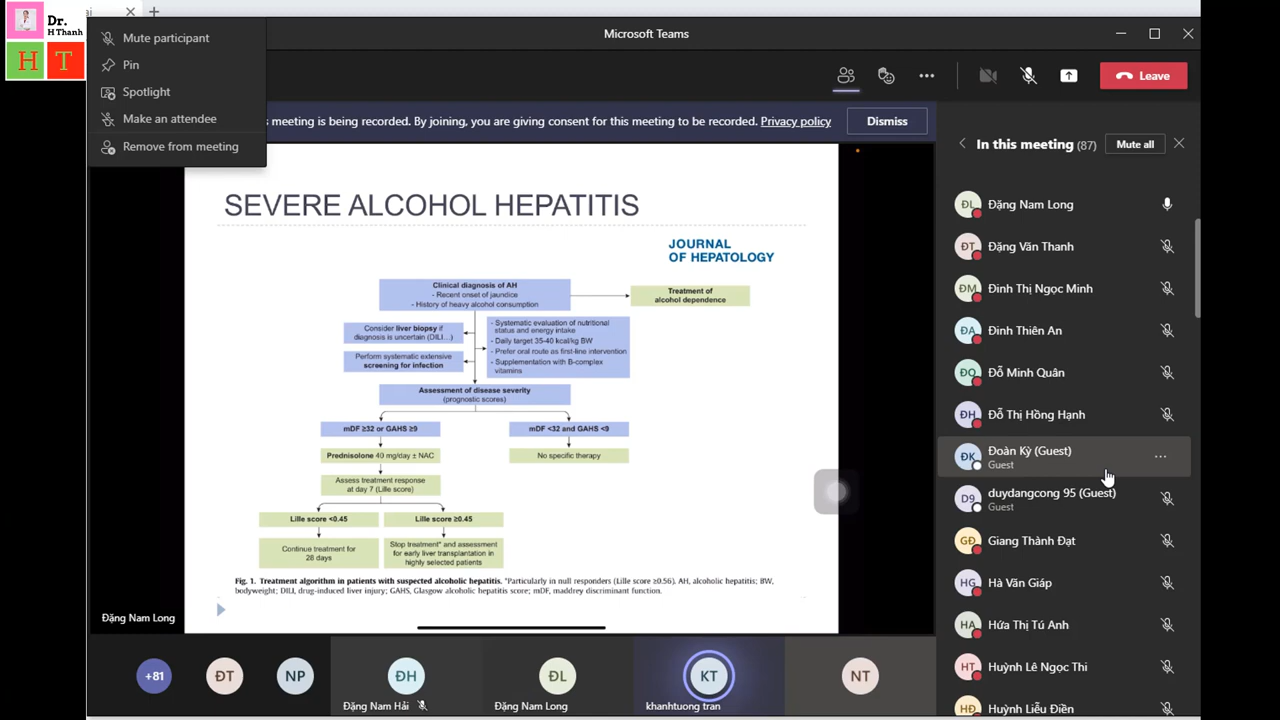 Dr.
H Thanh
H T
Mute participant
Pin
Spotlight
Make an attendee
Remove from meeting
Microsoft Teams
Leave
meeting is being recorded. By joining, you are giving consent for this meeting to be recorded. Privacy policy
Dismiss
SEVERE ALCOHOL HEPATITIS
JOURNAL
OF HEPATOLOGY
Clinical diagnosis of AH
- Recent onset of jaundice
- History of heavy alcohol consumption
Treatment of
alcohol dependence
Consider liver biopsy if
diagnosis is uncertain (DILI...)
Perform systematic extensive
screening for infection
- Systematic evaluation of nutritional
status and energy intake
- Daily target 35-40 kcal/kg BW
- Prefer oral route as first-line intervention
- Supplementation with B-complex
vitamins
Assessment of disease severity
(prognostic scores)
mDF ≥32 or GAHS ≥9
mDF <32 and GAHS <9
Prednisolone 40 mg/day ± NAC
No specific therapy
Assess treatment response
at day 7 (Lille score)
Lille score <0.45
Lille score ≥0.45
Continue treatment for
28 days
Stop treatment* and assessment
for early liver transplantation in
highly selected patients
Fig. 1. Treatment algorithm in patients with suspected alcoholic hepatitis. *Particularly in null responders (Lille score ≥0.56). AH, alcoholic hepatitis; BW,
bodyweight; DILI, drug-induced liver injury; GAHS, Glasgow alcoholic hepatitis score; mDF, maddrey discriminant function.
Đặng Nam Long
+81
ĐT
NP
ĐH
Đặng Nam Hải
ĐL
Đặng Nam Long
KT
khanhtuong tran
NT
In this meeting (87)
Mute all
ĐL Đặng Nam Long
ĐT Đặng Văn Thanh
ĐM Đinh Thị Ngọc Minh
ĐA Đinh Thiên An
ĐQ Đỗ Minh Quân
ĐH Đỗ Thị Hồng Hạnh
ĐK Đoàn Kỳ (Guest)
Guest
D9 duydangcong 95 (Guest)
Guest
GĐ Giang Thành Đạt
HG Hà Văn Giáp
HA Hứa Thị Tú Anh
HT Huỳnh Lê Ngọc Thi
HĐ Huỳnh Liễu Điền